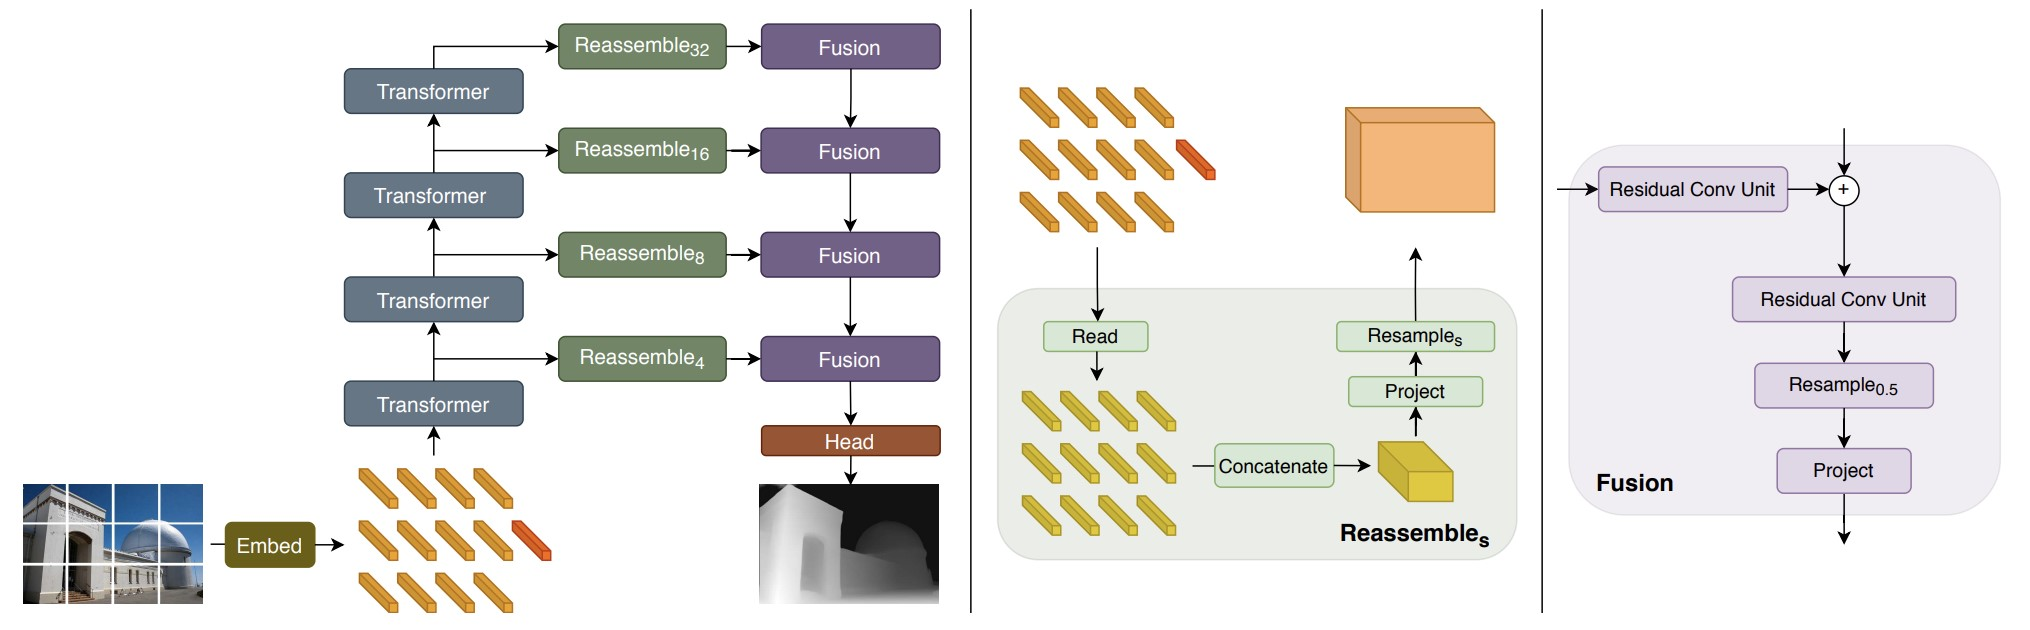 Reassemble32
Fusion
Transformer
Reassemble16
Fusion
Transformer
Reassemble8
Fusion
Transformer
Reassemble4
Fusion
Transformer
Head
Embed
Read
Resamples
Project
Concatenate
Reassembles
Residual Conv Unit
+
Residual Conv Unit
Resample0.5
Project
Fusion